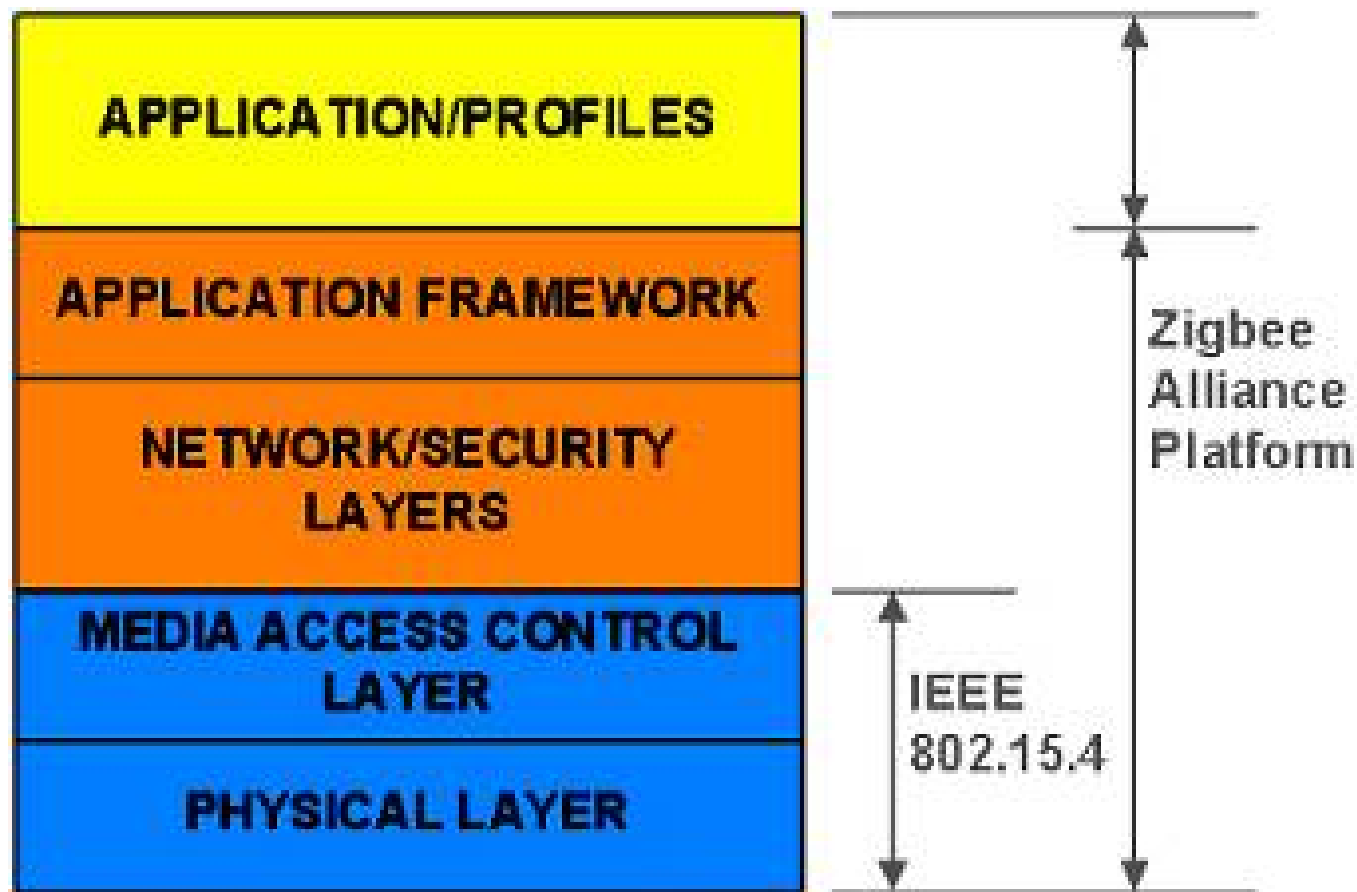 APPLICATION/PROFILES
APPLICATION FRAMEWORK
NETWORK/SECURITY
LAYERS
MEDIA ACCESS CONTROL
LAYER
PHYSICAL LAYER
Zigbee
Alliance
Platform
IEEE
802.15.4